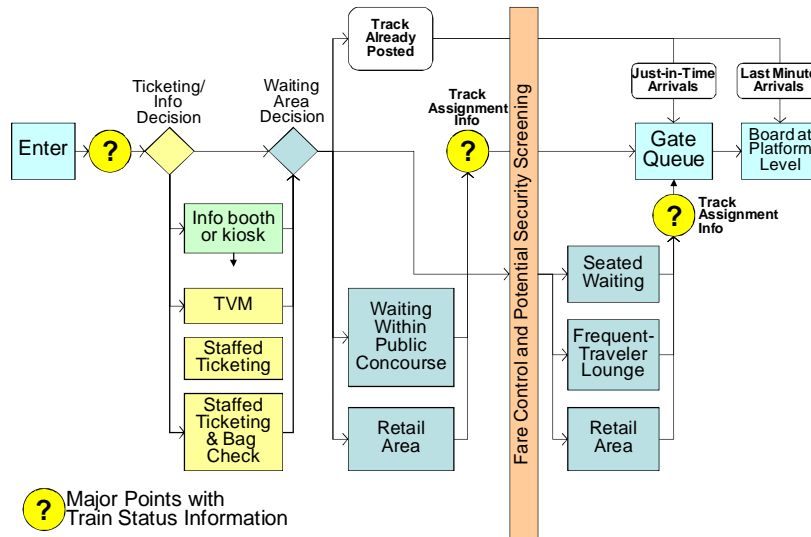 Track
Already
Posted
Ticketing/
Info
Decision
Waiting
Area
Decision
Track
Assignment
Info
Just-in-Time
Arrivals
Last Minute
Arrivals
Enter
?
?
Gate
Queue
Board at
Platform
Level
Info booth
or kiosk
?
Track
Assignment
Info
Fare Control and Potential Security Screening
TVM
Seated
Waiting
Staffed
Ticketing
Waiting
Within
Public
Concourse
Frequent-
Traveler
Lounge
Staffed
Ticketing
& Bag
Check
Retail
Area
Retail
Area
?
Major Points with
Train Status Information